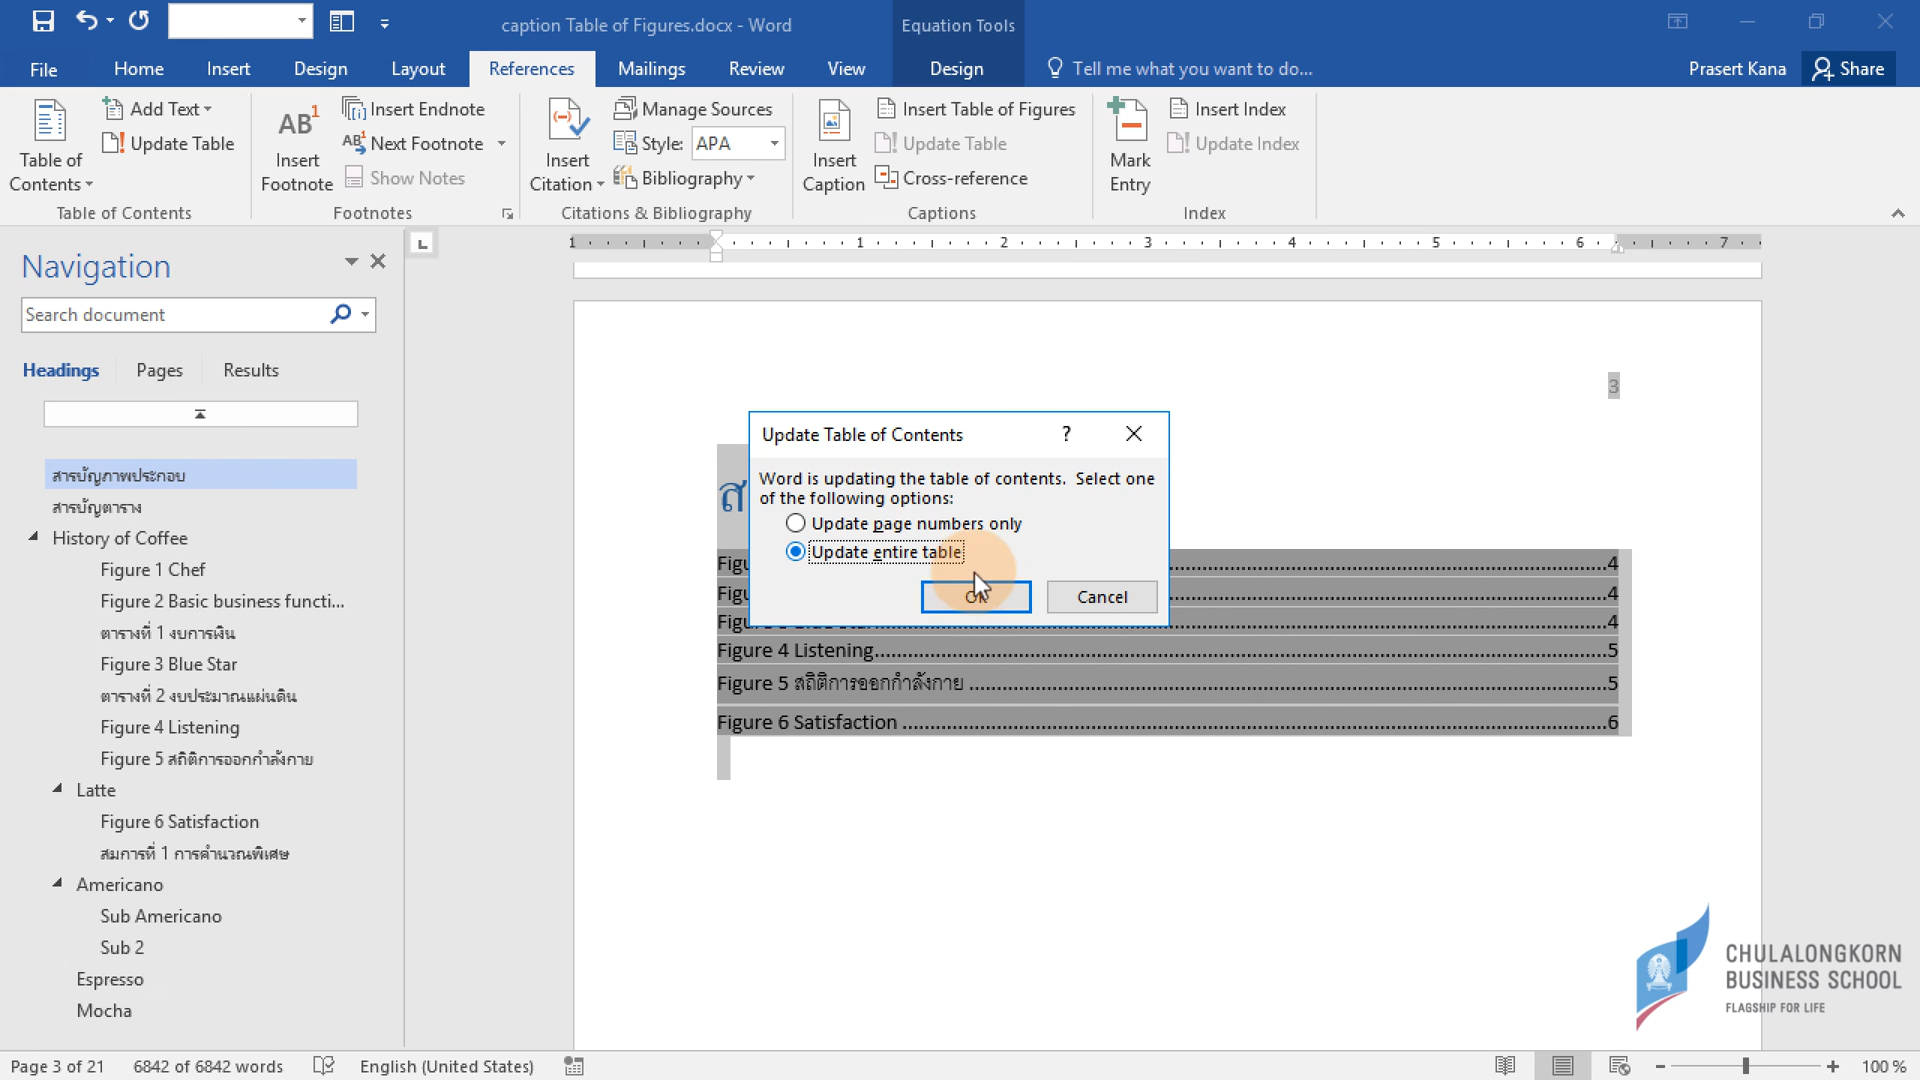 caption Table of Figures.docx - Word
Equation Tools
File
Home
Insert
Design
Layout
References
Mailings
Review
View
Design
Tell me what you want to do...
Prasert Kana
Share
Table of
Contents
Add Text
Update Table
Table of Contents
AB1
Insert
Footnote
Insert Endnote
Next Footnote
Show Notes
Footnotes
Insert
Citation
Manage Sources
Style:
APA
Bibliography
Citations & Bibliography
Insert
Caption
Insert Table of Figures
Update Table
Cross-reference
Captions
Mark
Entry
Insert Index
Update Index
Index
1 1 2 3 4 5 6 7
Navigation
Search document
Headings
Pages
Results
สารบัญภาพประกอบ
สารบัญตาราง
History of Coffee
Figure 1 Chef
Figure 2 Basic business functi...
ตารางที่ 1 งบการเงิน
Figure 3 Blue Star
ตารางที่ 2 งบประมาณแผ่นดิน
Figure 4 Listening
Figure 5 สถิติการออกกำลังกาย
Latte
Figure 6 Satisfaction
สมการที่ 1 การคำนวณพิเศษ
Americano
Sub Americano
Sub 2
Espresso
Mocha
3
ส
Update Table of Contents
?
Word is updating the table of contents. Select one
of the following options:
Update page numbers only
Update entire table
OK
Cancel
4
4
4
Figure 4 Listening 5
Figure 5 สถิติการออกกำลังกาย 5
Figure 6 Satisfaction 6
CHULALONGKORN
BUSINESS SCHOOL
FLAGSHIP FOR LIFE
Page 3 of 21
6842 of 6842 words
English (United States)
100 %